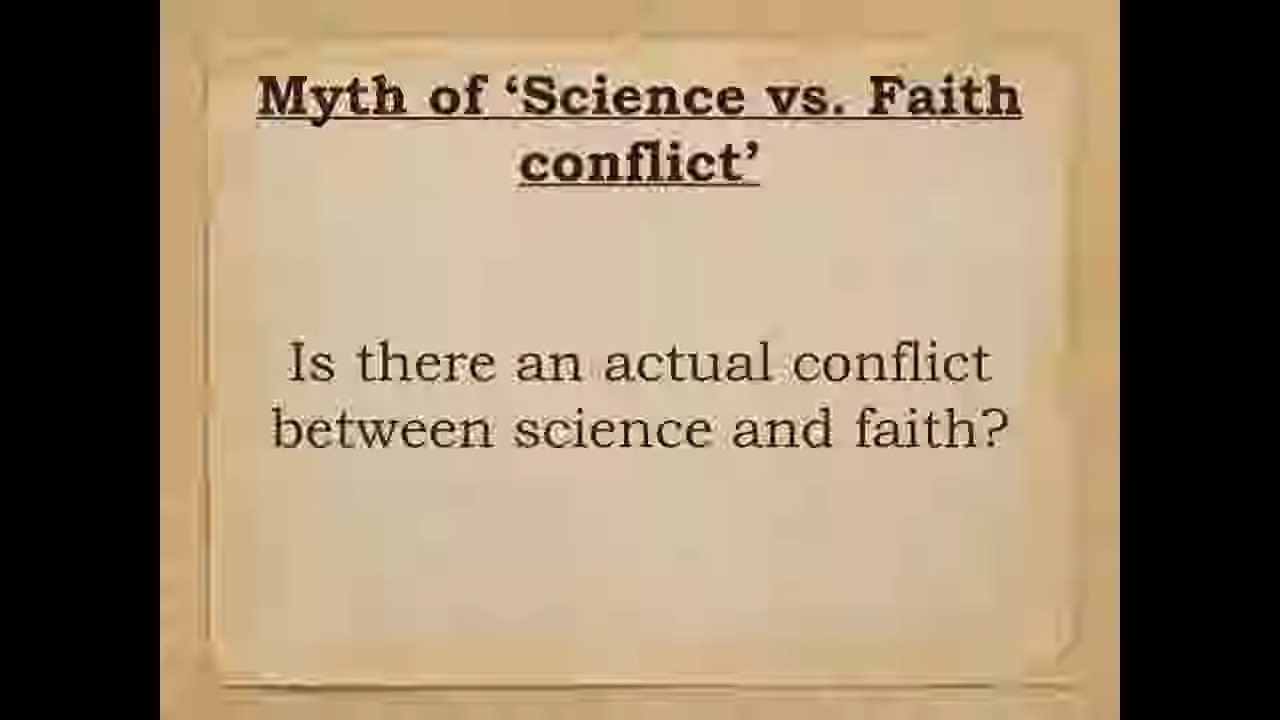 Myth of ‘Science vs. Faith
conflict’
Is there an actual conflict
between science and faith?